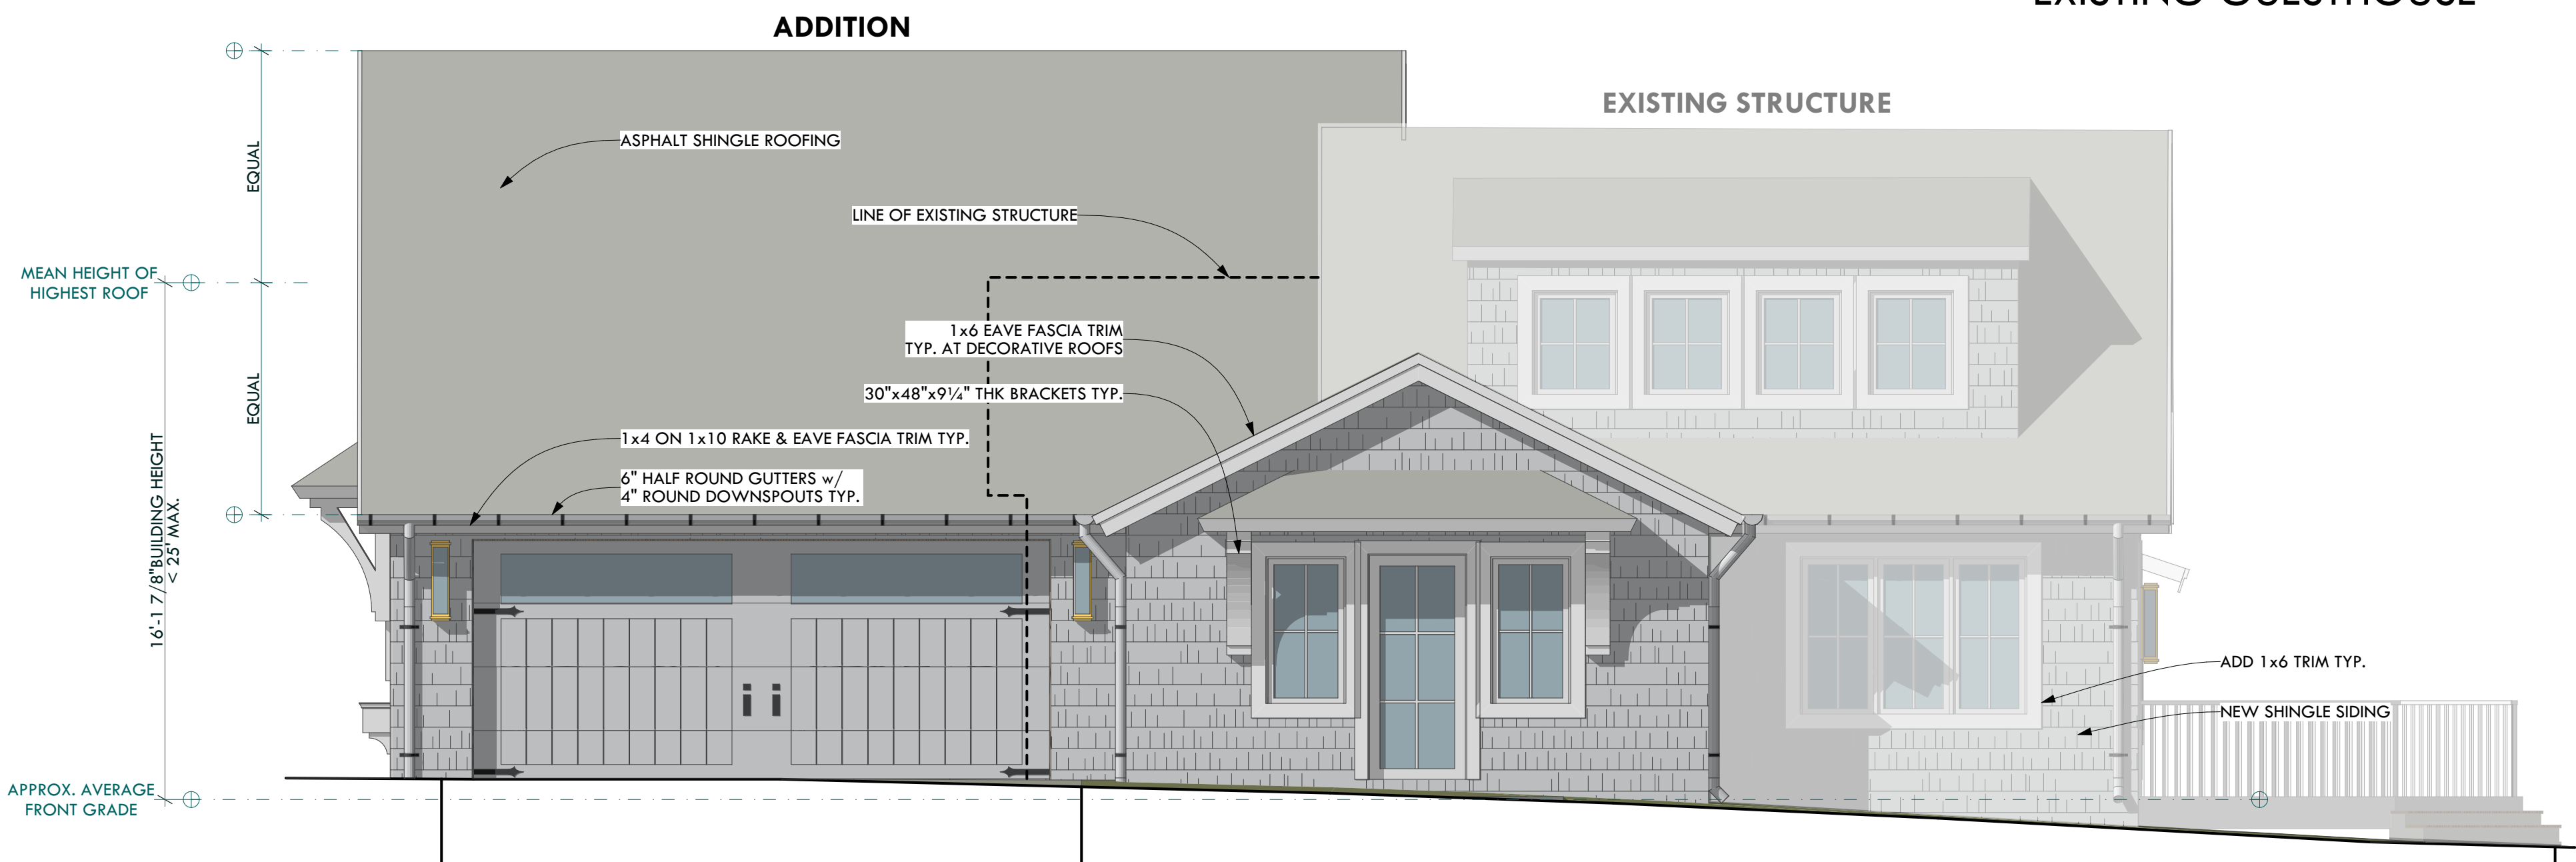 EXISTING GUESTHOUSE
ADDITION
EXISTING STRUCTURE
ASPHALT SHINGLE ROOFING
EQUAL
LINE OF EXISTING STRUCTURE
MEAN HEIGHT OF
HIGHEST ROOF
1x6 EAVE FASCIA TRIM
TYP. AT DECORATIVE ROOFS
EQUAL
30"x48"x9¼" THK BRACKETS TYP.
1x4 ON 1x10 RAKE & EAVE FASCIA TRIM TYP.
6" HALF ROUND GUTTERS w/
4" ROUND DOWNSPOUTS TYP.
16'-1 7/8"BUILDING HEIGHT
< 25' MAX.
ADD 1x6 TRIM TYP.
NEW SHINGLE SIDING
APPROX. AVERAGE
FRONT GRADE